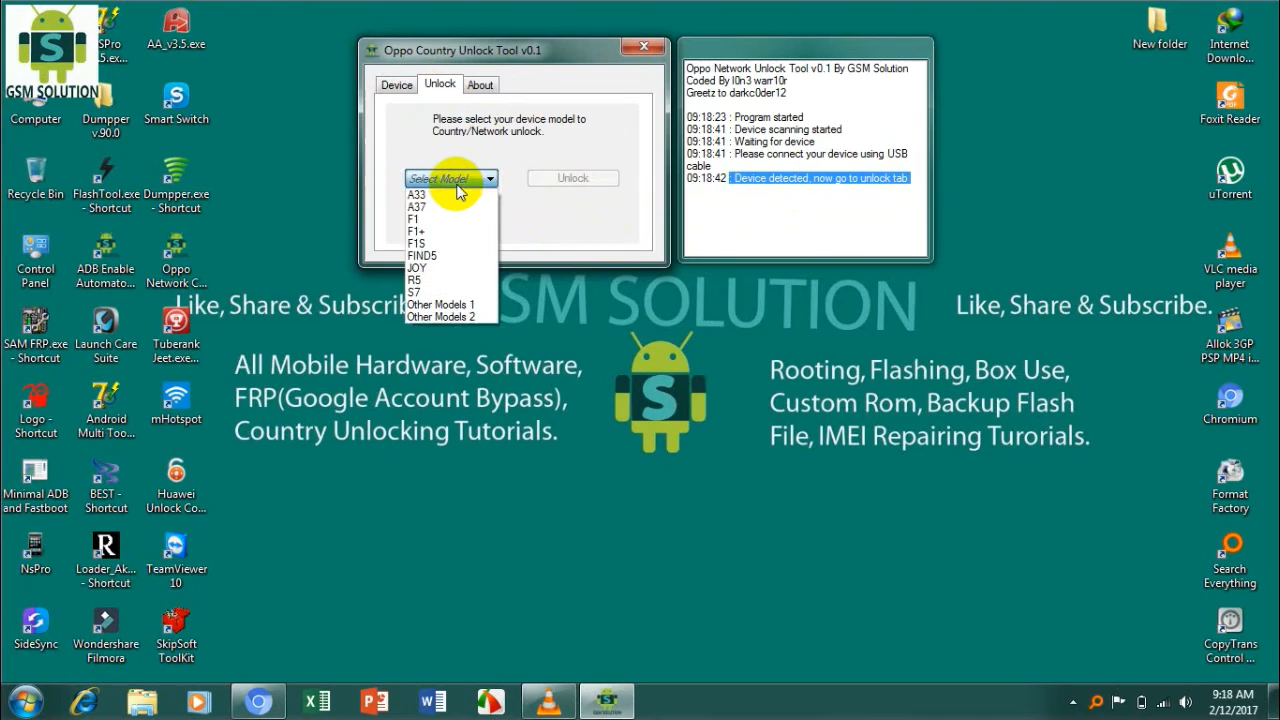 GSM SOLUTION
SPro
5.ex...
AA_v3.5.exe
Computer
Dumpper
v.90.0
Smart Switch
Recycle Bin
FlashTool.exe
- Shortcut
Dumpper.exe
- Shortcut
Control
Panel
ADB Enable
Automato...
Oppo
Network C...
SAM FRP.exe
- Shortcut
Launch Care
Suite
Tuberank
Jeet.exe...
Logo -
Shortcut
Android
Multi Too...
mHotspot
Minimal ADB
and Fastboot
BEST -
Shortcut
Huawei
Unlock Co...
NsPro
Loader_Ak...
- Shortcut
TeamViewer
10
SideSync
Wondershare
Filmora
SkipSoft
ToolKit
Oppo Country Unlock Tool v0.1
Device
Unlock
About
Please select your device model to
Country/Network unlock.
Select Model
Unlock
A33
A37
F1
F1+
F1S
FIND5
JOY
R5
S7
Other Models 1
Other Models 2
Oppo Network Unlock Tool v0.1 By GSM Solution
Coded By l0n3 warr10r
Greetz to darkc0der12
09:18:23 : Program started
09:18:41 : Device scanning started
09:18:41 : Waiting for device
09:18:41 : Please connect your device using USB
cable
09:18:42 : Device detected, now go to unlock tab
Like, Share & Subscribe
GSM SOLUTION
Like, Share & Subscribe.
All Mobile Hardware, Software,
FRP(Google Account Bypass),
Country Unlocking Tutorials.
Rooting, Flashing, Box Use,
Custom Rom, Backup Flash
File, IMEI Repairing Turorials.
New folder
Internet
Downlo...
Foxit Reader
uTorrent
VLC media
player
Allok 3GP
PSP MP4 i...
Chromium
Format
Factory
Search
Everything
CopyTrans
Control ...
9:18 AM
2/12/2017